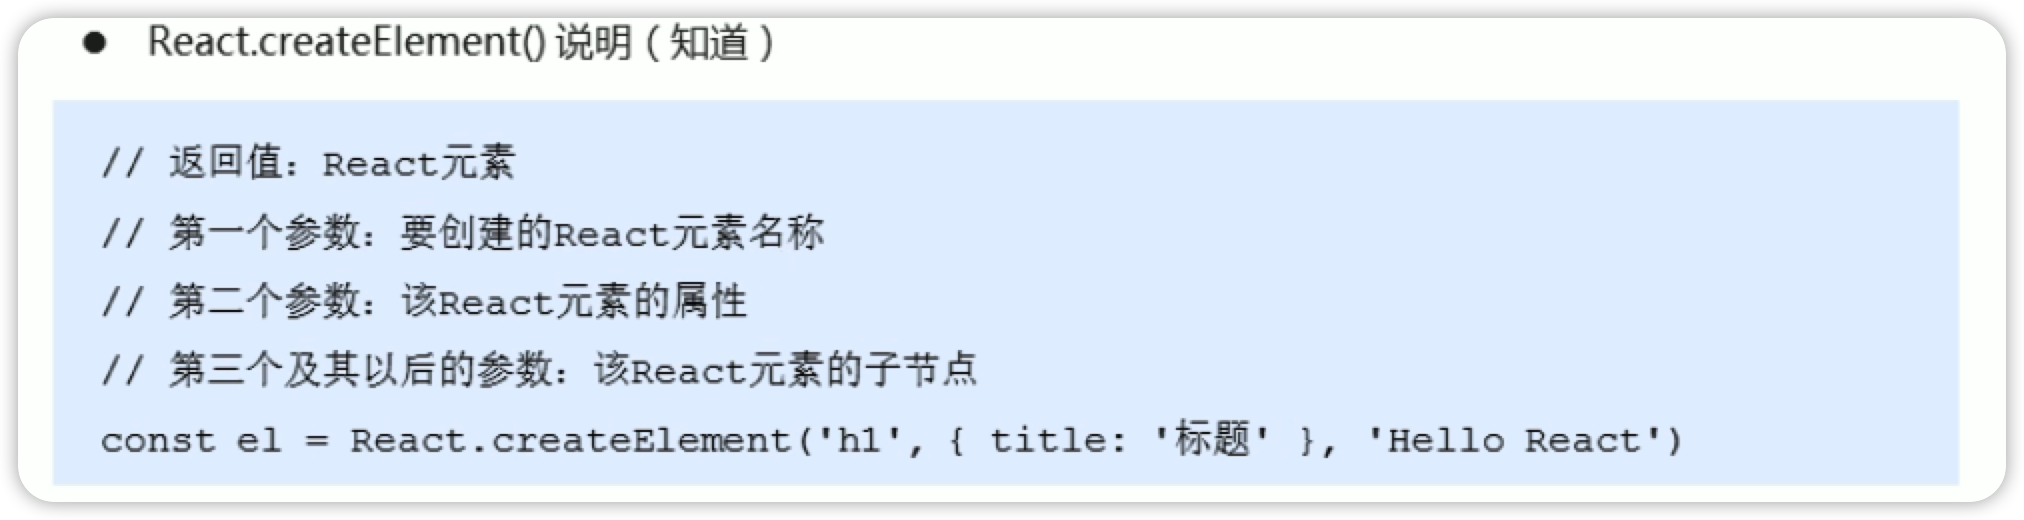 ● React.createElement() 说明（知道）
// 返回值：React元素
// 第一个参数：要创建的React元素名称
// 第二个参数：该React元素的属性
// 第三个及其以后的参数：该React元素的子节点
const el = React.createElement('h1', { title: '标题' }, 'Hello React')